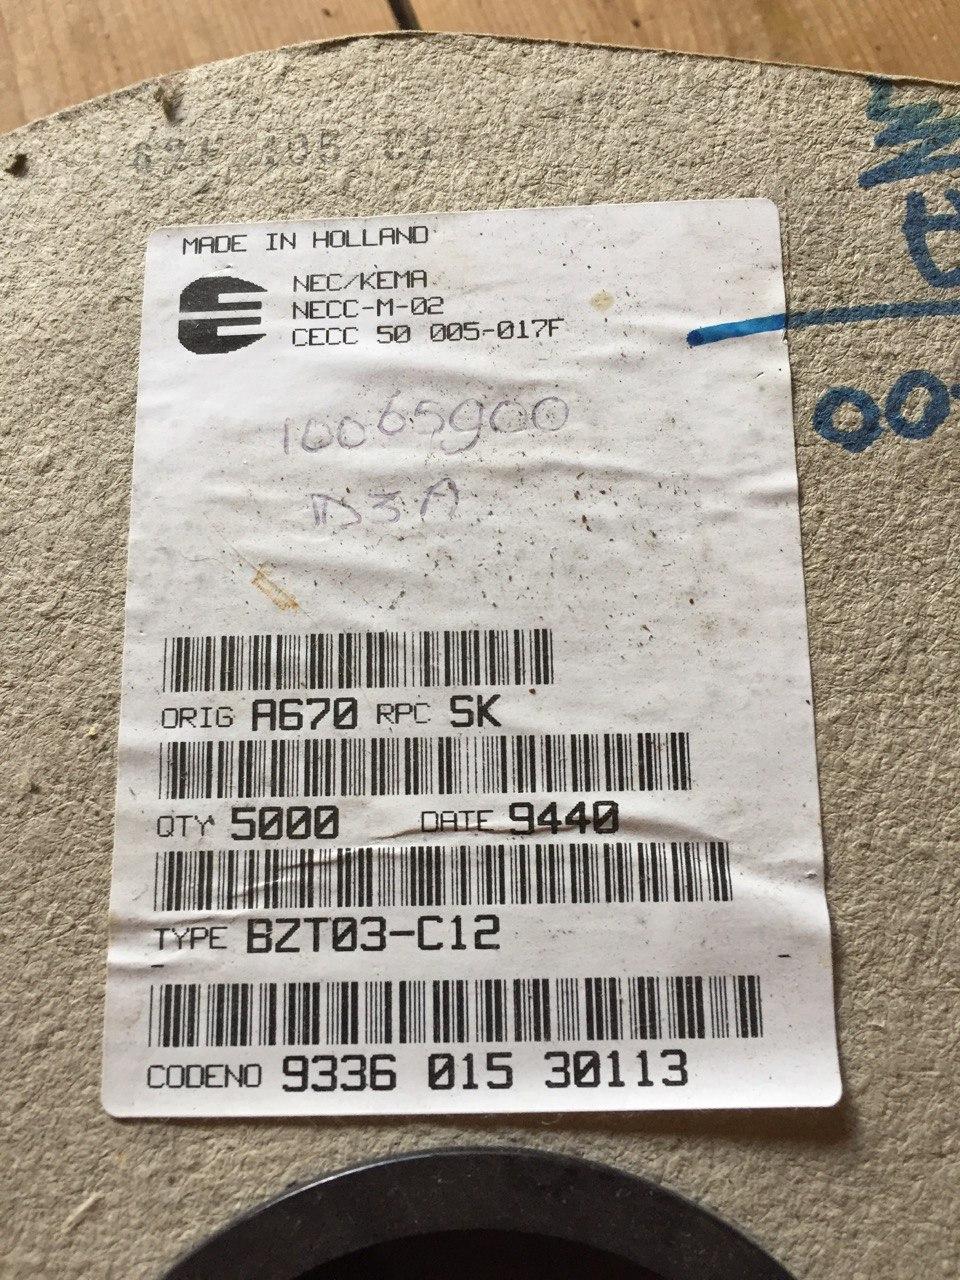 MADE IN HOLLAND
NEC/KEMA
NECC-M-02
CECC 50 005-017F
10065900
D3A
ORIG A670 RPC SK
QTY 5000 DATE 9440
TYPE BZT03-C12
CODENO 9336 015 30113